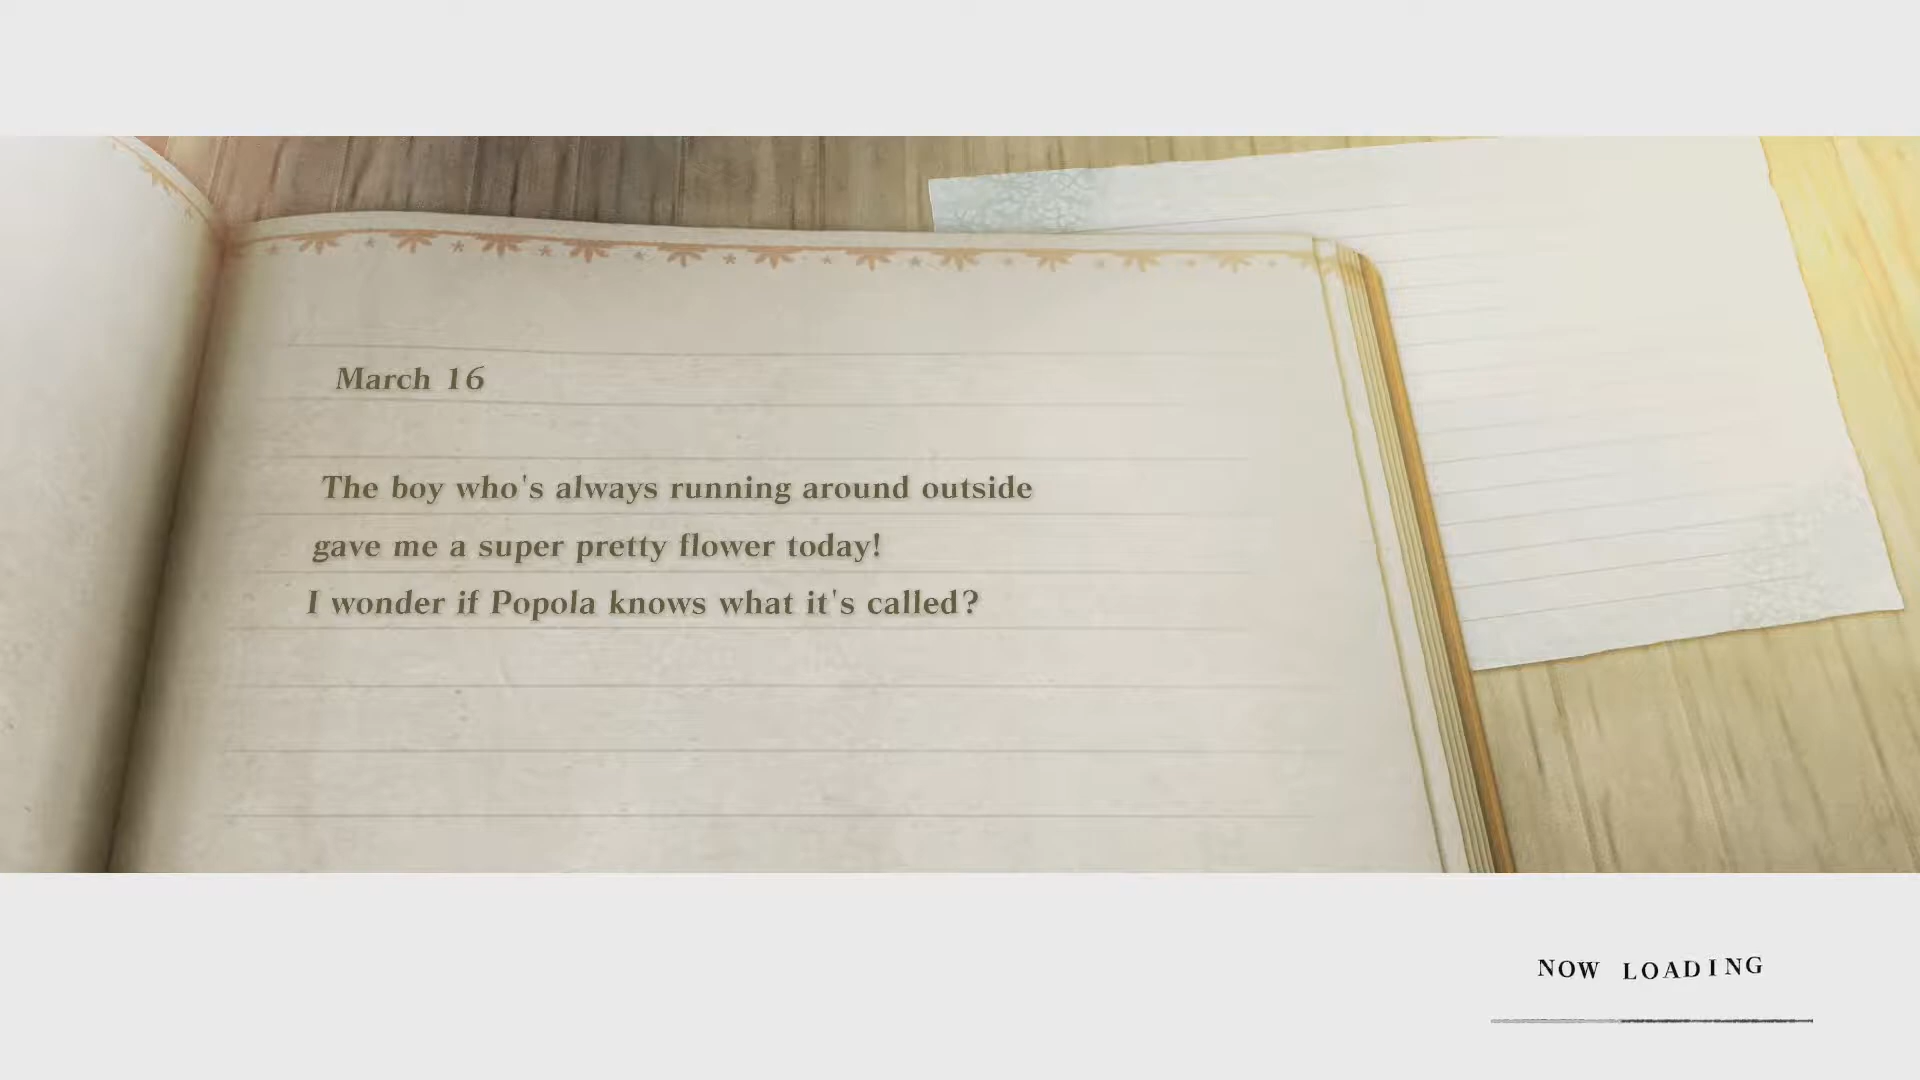 March 16
The boy who's always running around outside
gave me a super pretty flower today!
I wonder if Popola knows what it's called?
NOW LOADING